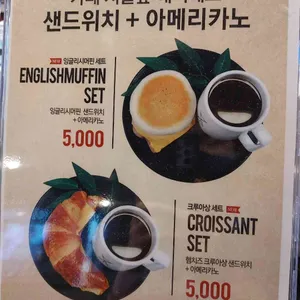 샌드위치 + 아메리카노
잉글리시머핀 세트
ENGLISHMUFFIN
SET
잉글리시머핀 샌드위치
+ 아메리카노
5,000
크루아상 세트
CROISSANT
SET
햄치즈 크루아상 샌드위치
+ 아메리카노
5,000